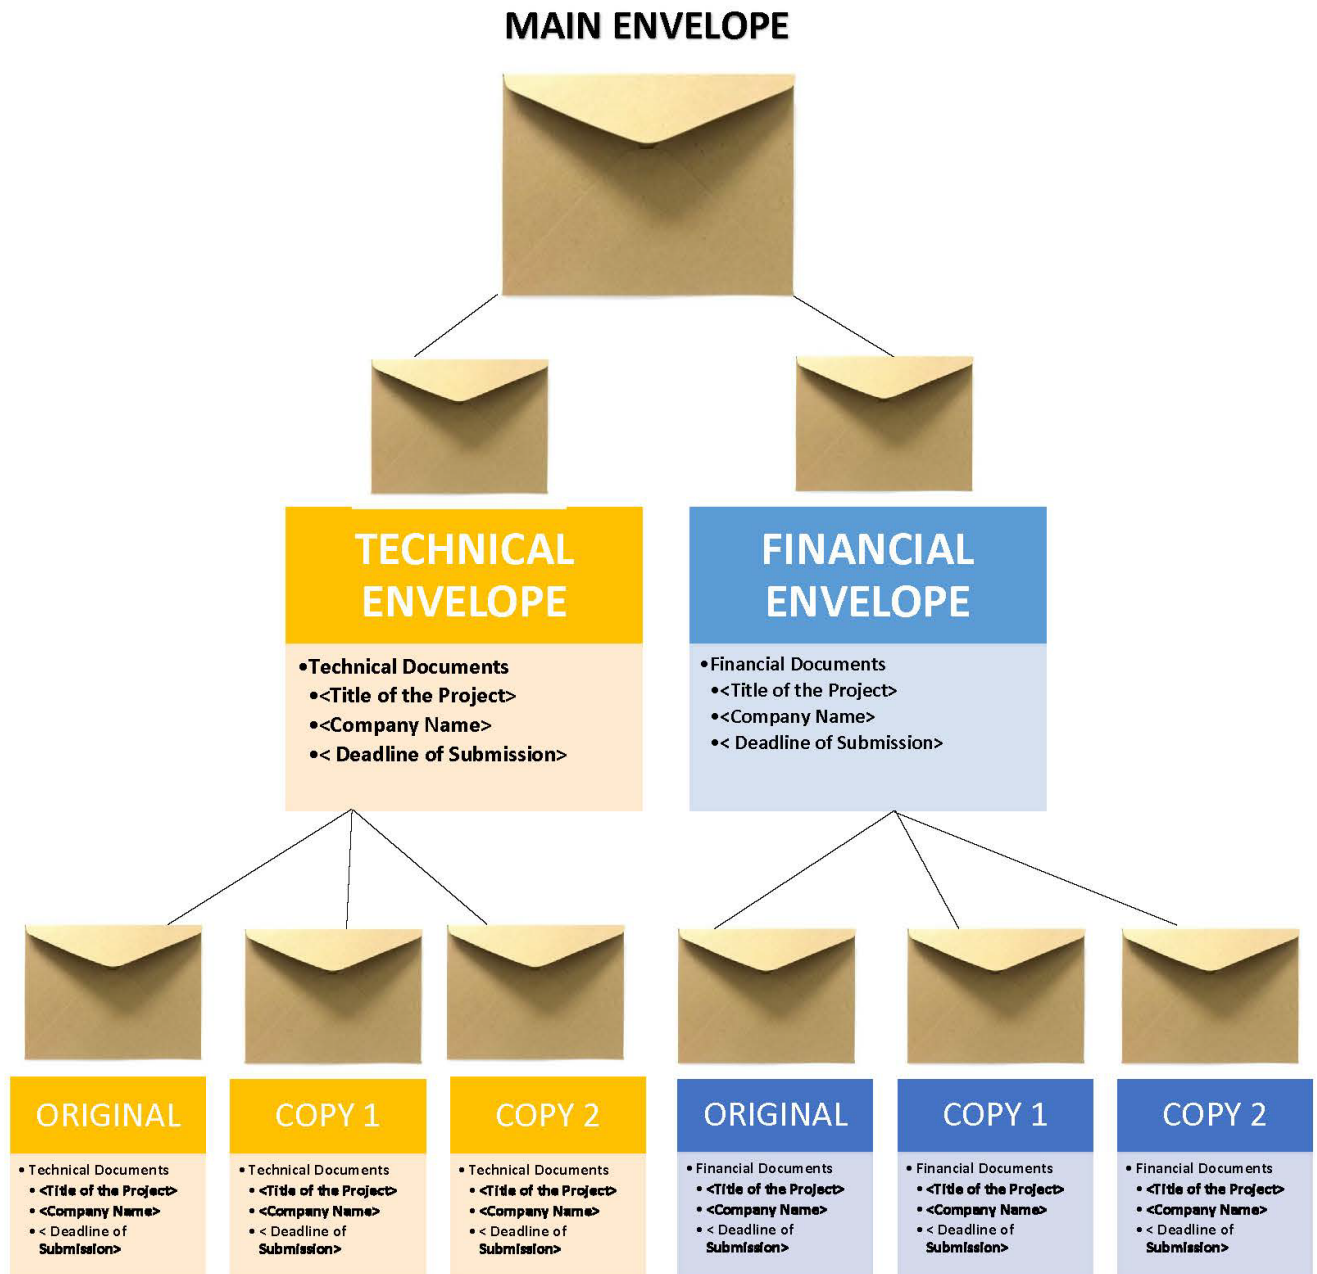 MAIN ENVELOPE
TECHNICAL
ENVELOPE
•Technical Documents
•<Title of the Project>
•<Company Name>
•< Deadline of Submission>
FINANCIAL
ENVELOPE
•Financial Documents
•<Title of the Project>
•<Company Name>
•< Deadline of Submission>
ORIGINAL
• Technical Documents
• <Title of the Project>
• <Company Name>
• < Deadline of
Submission>
COPY 1
• Technical Documents
• <Title of the Project>
• <Company Name>
• < Deadline of
Submission>
COPY 2
• Technical Documents
• <Title of the Project>
• <Company Name>
• < Deadline of
Submission>
ORIGINAL
• Financial Documents
• <Title of the Project>
• <Company Name>
• < Deadline of
Submission>
COPY 1
• Financial Documents
• <Title of the Project>
• <Company Name>
• < Deadline of
Submission>
COPY 2
• Financial Documents
• <Title of the Project>
• <Company Name>
• < Deadline of
Submission>